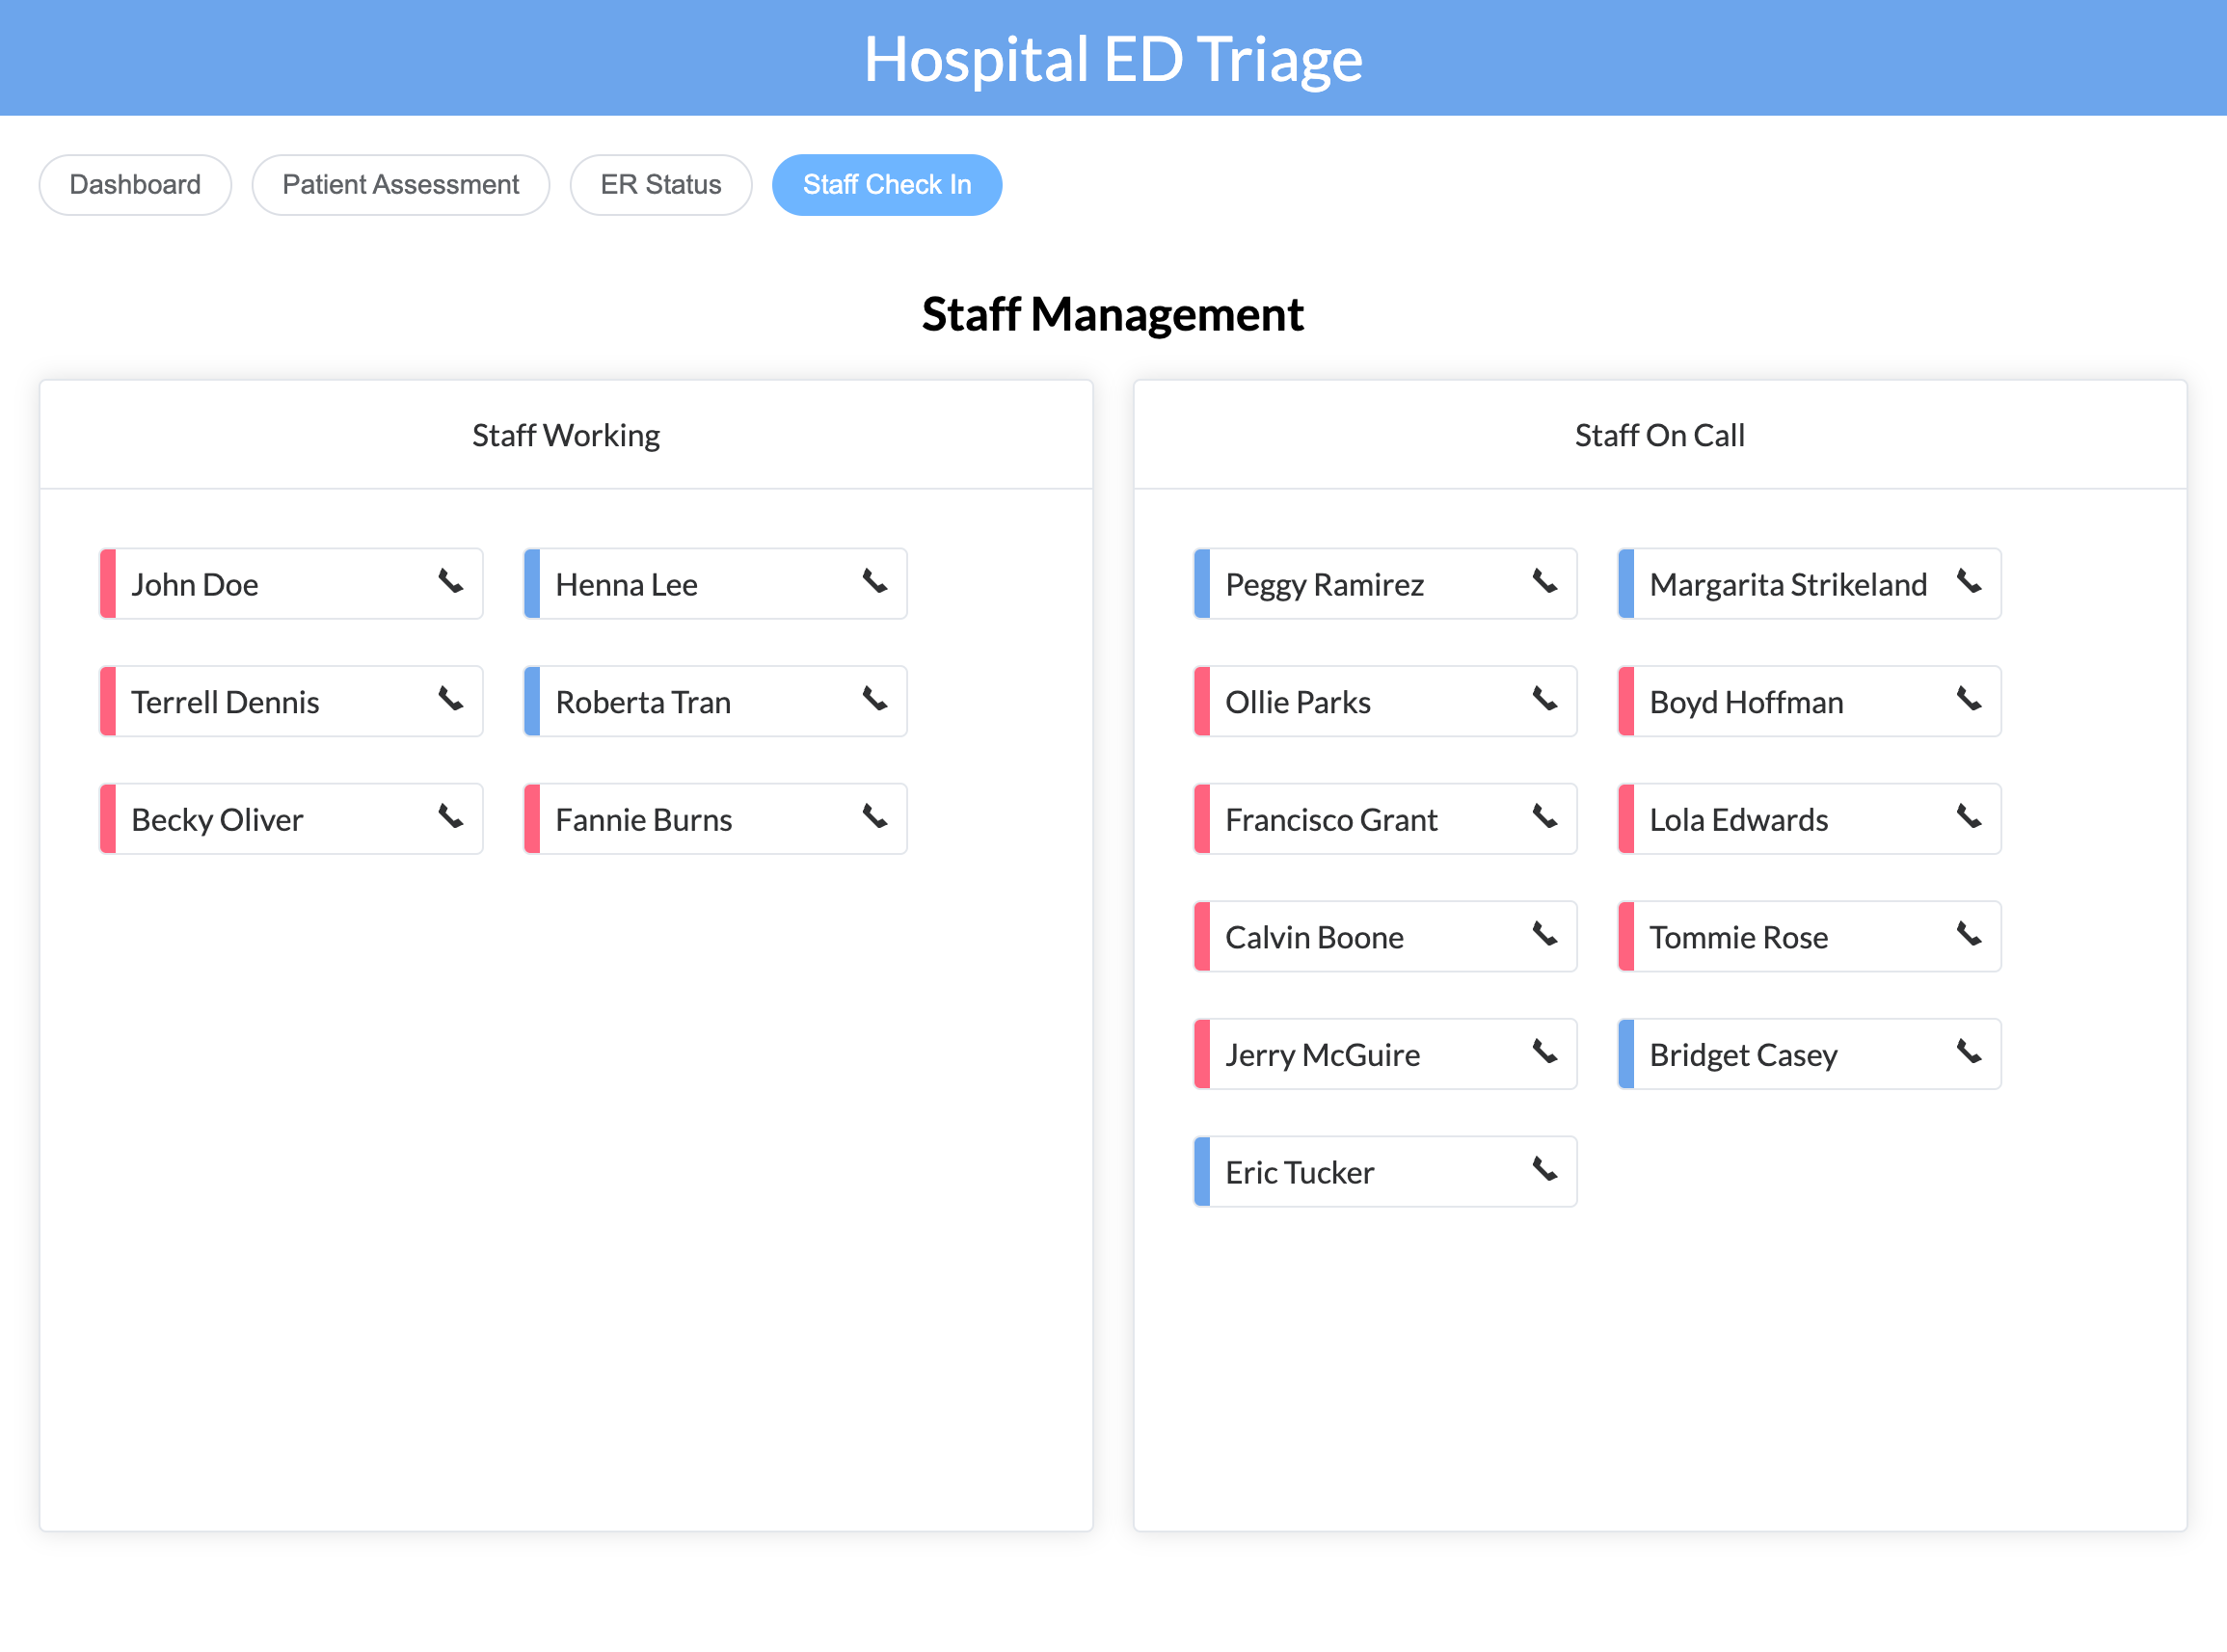 Hospital ED Triage
Dashboard
Patient Assessment
ER Status
Staff Check In
Staff Management
Staff Working
John Doe
Henna Lee
Terrell Dennis
Roberta Tran
Becky Oliver
Fannie Burns
Staff On Call
Peggy Ramirez
Margarita Strikeland
Ollie Parks
Boyd Hoffman
Francisco Grant
Lola Edwards
Calvin Boone
Tommie Rose
Jerry McGuire
Bridget Casey
Eric Tucker